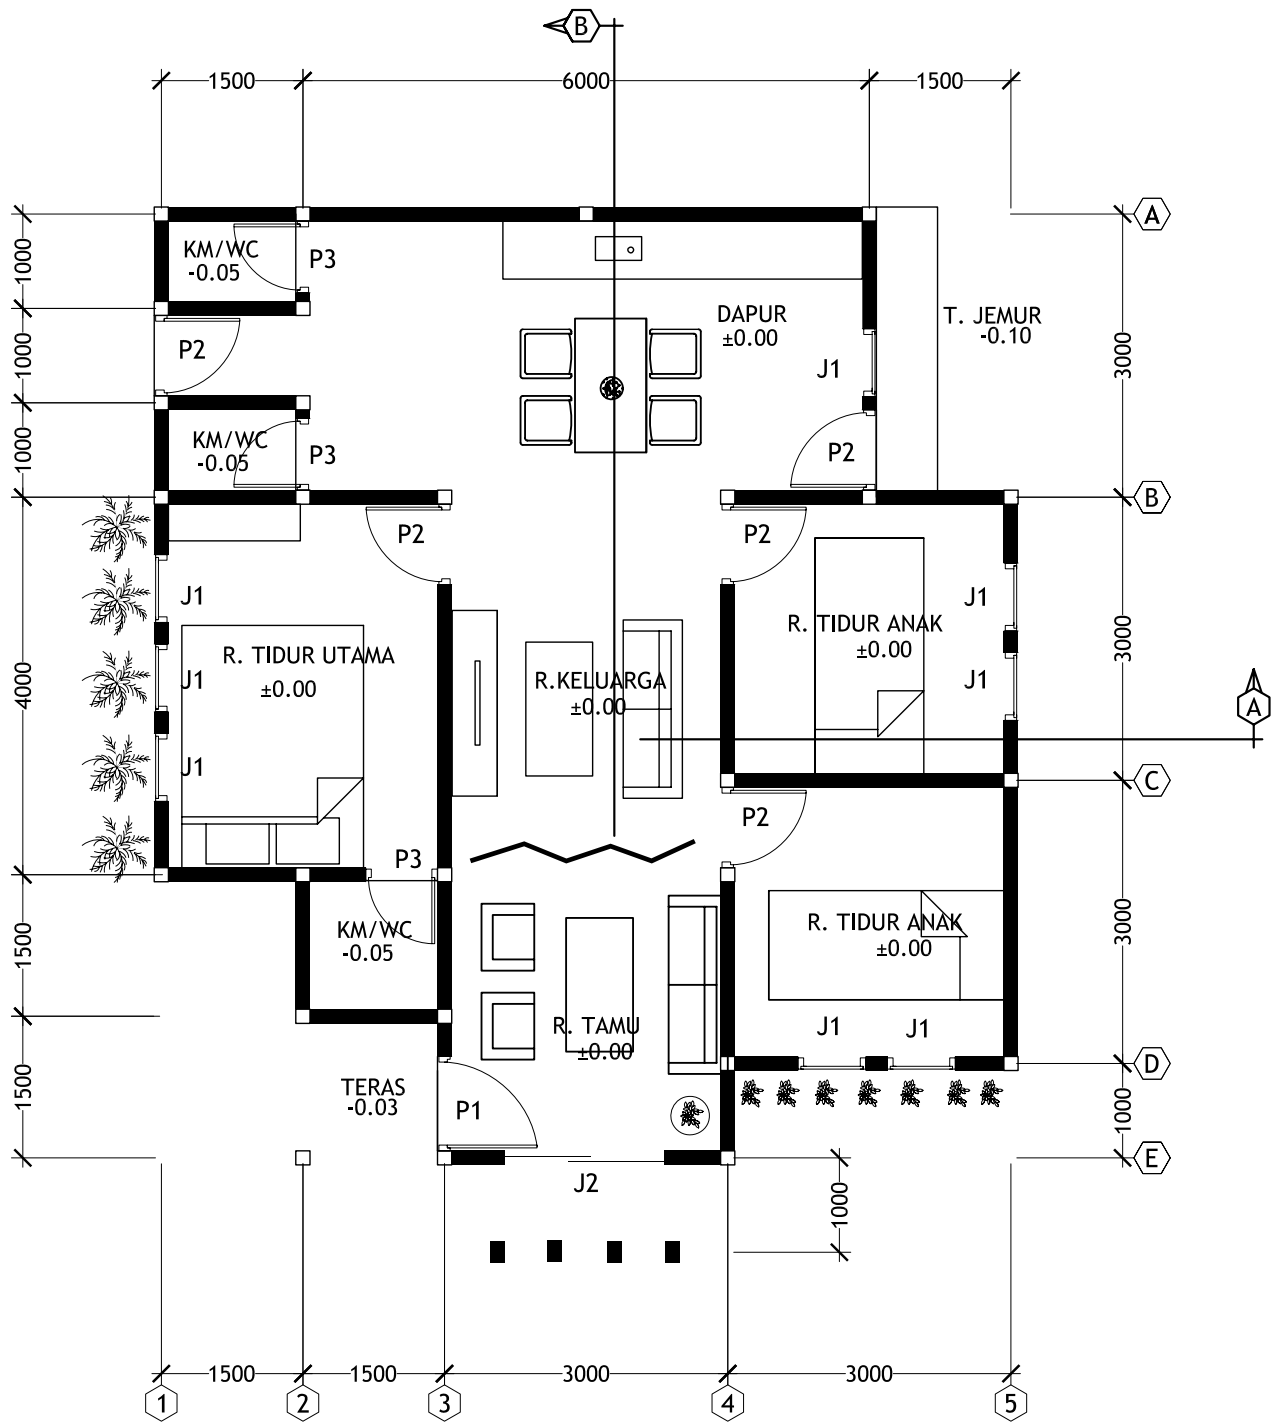 B
1500
6000
1500
A
KM/WC
-0.05
P3
1000
DAPUR
±0.00
T. JEMUR
-0.10
P2
1000
J1
3000
KM/WC
-0.05
P3
1000
P2
B
P2
P2
J1
J1
R. TIDUR ANAK
±0.00
3000
R. TIDUR UTAMA
±0.00
4000
J1
R.KELUARGA
±0.00
J1
A
J1
C
P2
P3
KM/WC
-0.05
1500
R. TIDUR ANAK
±0.00
3000
R. TAMU
±0.00
J1
J1
D
TERAS
-0.03
1500
P1
1000
E
J2
1000
1500
1500
3000
3000
1
2
3
4
5